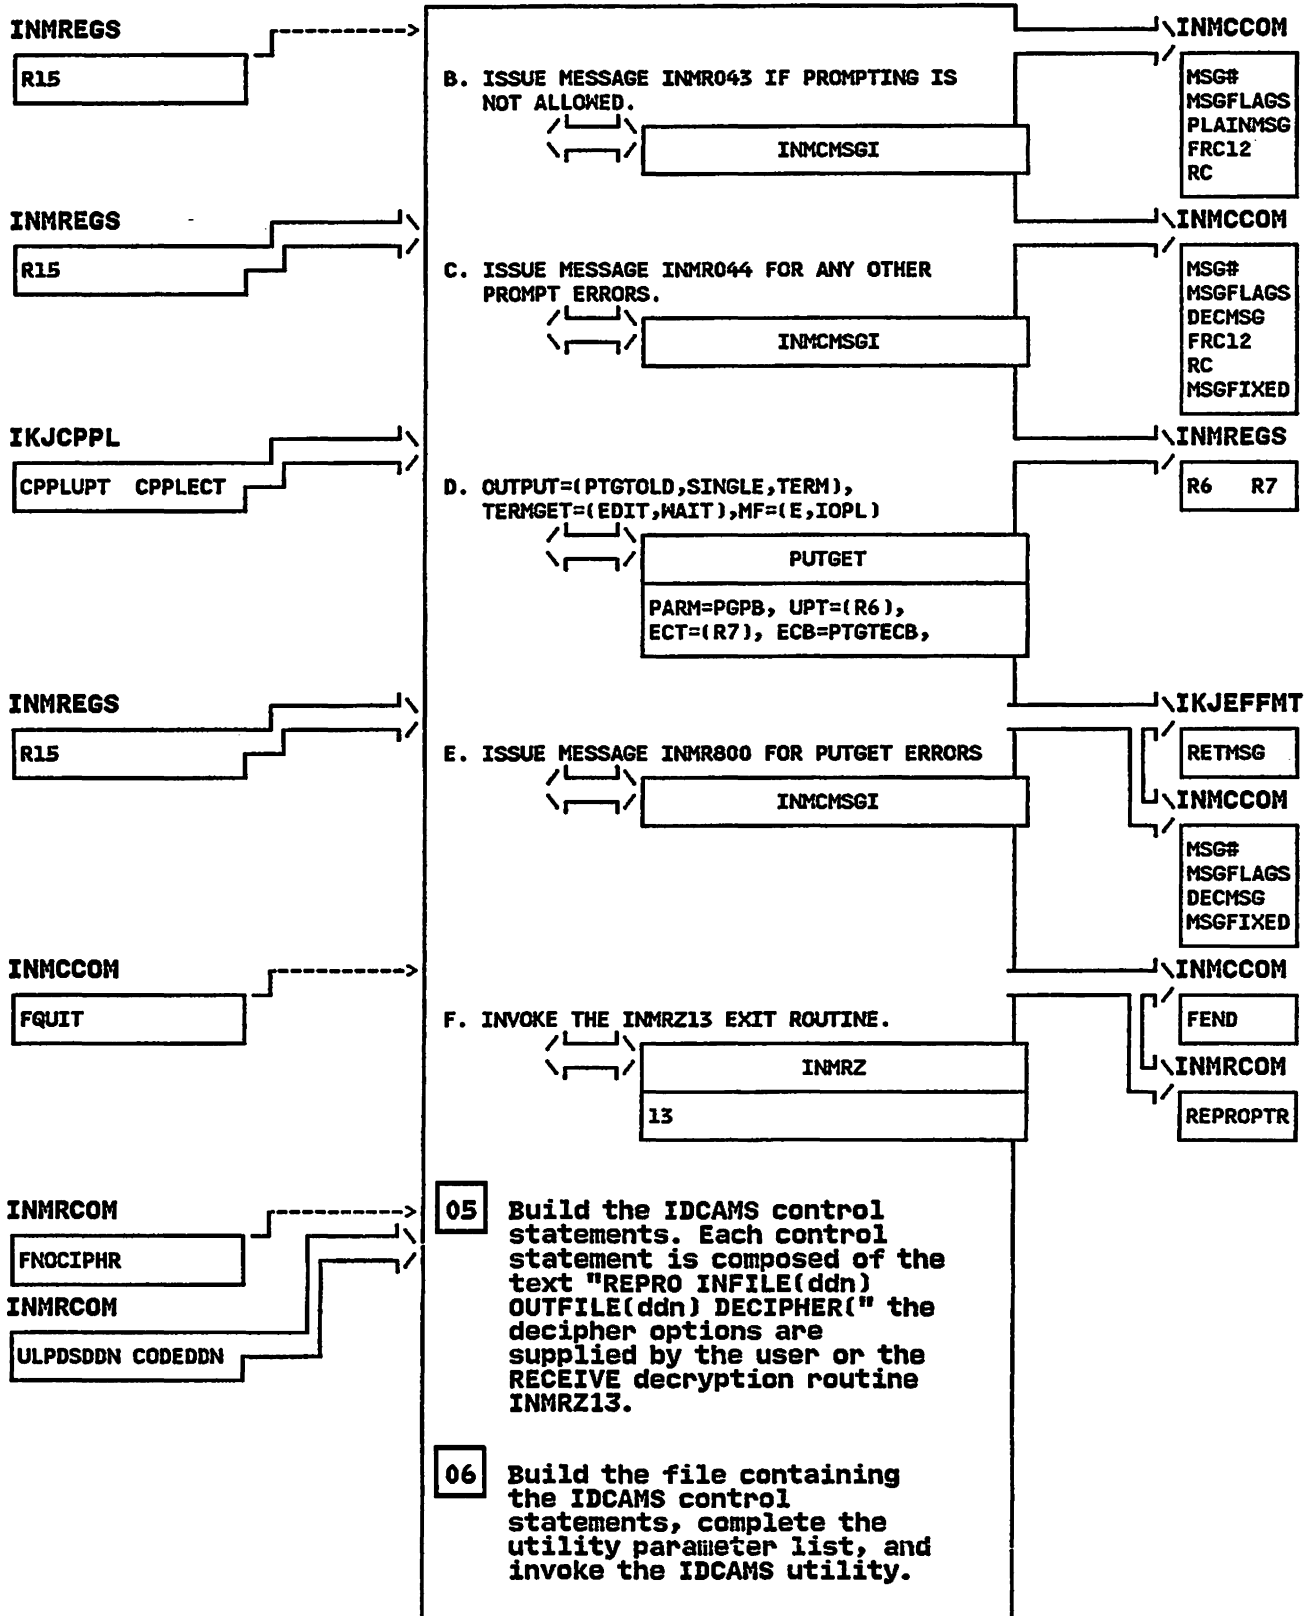 INMREGS
R15
B. ISSUE MESSAGE INMR043 IF PROMPTING IS
NOT ALLOWED.
INMCMSGI
INMCCOM
MSG#
MSGFLAGS
PLAINMSG
FRC12
RC
INMREGS
R15
C. ISSUE MESSAGE INMR044 FOR ANY OTHER
PROMPT ERRORS.
INMCMSGI
INMCCOM
MSG#
MSGFLAGS
DECMSG
FRC12
RC
MSGFIXED
IKJCPPL
CPPLUPT CPPLECT
D. OUTPUT=(PTGTOLD,SINGLE,TERM),
TERMGET=(EDIT,WAIT),MF=(E,IOPL)
PUTGET
PARM=PGPB, UPT=(R6),
ECT=(R7), ECB=PTGTECB,
INMREGS
R6 R7
INMREGS
R15
E. ISSUE MESSAGE INMR800 FOR PUTGET ERRORS
INMCMSGI
IKJEFFMT
RETMSG
INMCCOM
MSG#
MSGFLAGS
DECMSG
MSGFIXED
INMCCOM
FQUIT
F. INVOKE THE INMRZ13 EXIT ROUTINE.
INMRZ
13
INMCCOM
FEND
INMRCOM
REPROPTR
INMRCOM
FNOCIPHR
INMRCOM
ULPDSDDN CODEDDN
05 Build the IDCAMS control
statements. Each control
statement is composed of the
text "REPRO INFILE(ddn)
OUTFILE(ddn) DECIPHER(" the
decipher options are
supplied by the user or the
RECEIVE decryption routine
INMRZ13.
06 Build the file containing
the IDCAMS control
statements, complete the
utility parameter list, and
invoke the IDCAMS utility.